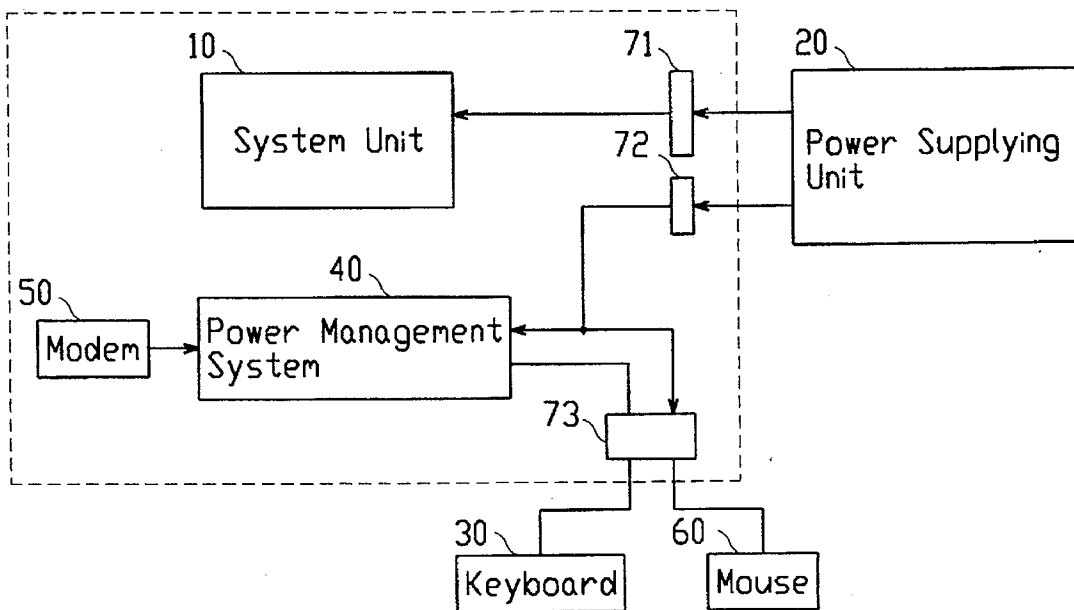 10
71
20
System Unit
72
Power Supplying
Unit
50
40
Modem
Power Management
System
73
30
60
Keyboard
Mouse